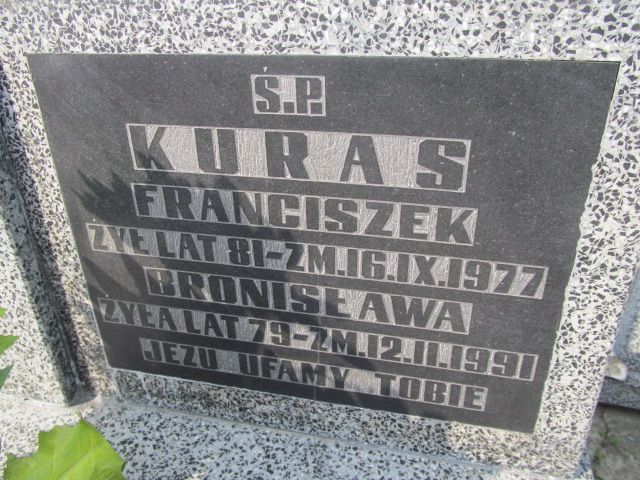 Ś.P.
KURAS
FRANCISZEK
ŻYŁ LAT 81-ZM.16.IX.1977
BRONISŁAWA
ŻYŁA LAT 79-ZM.12.II.1991
JEZU UFAMY TOBIE